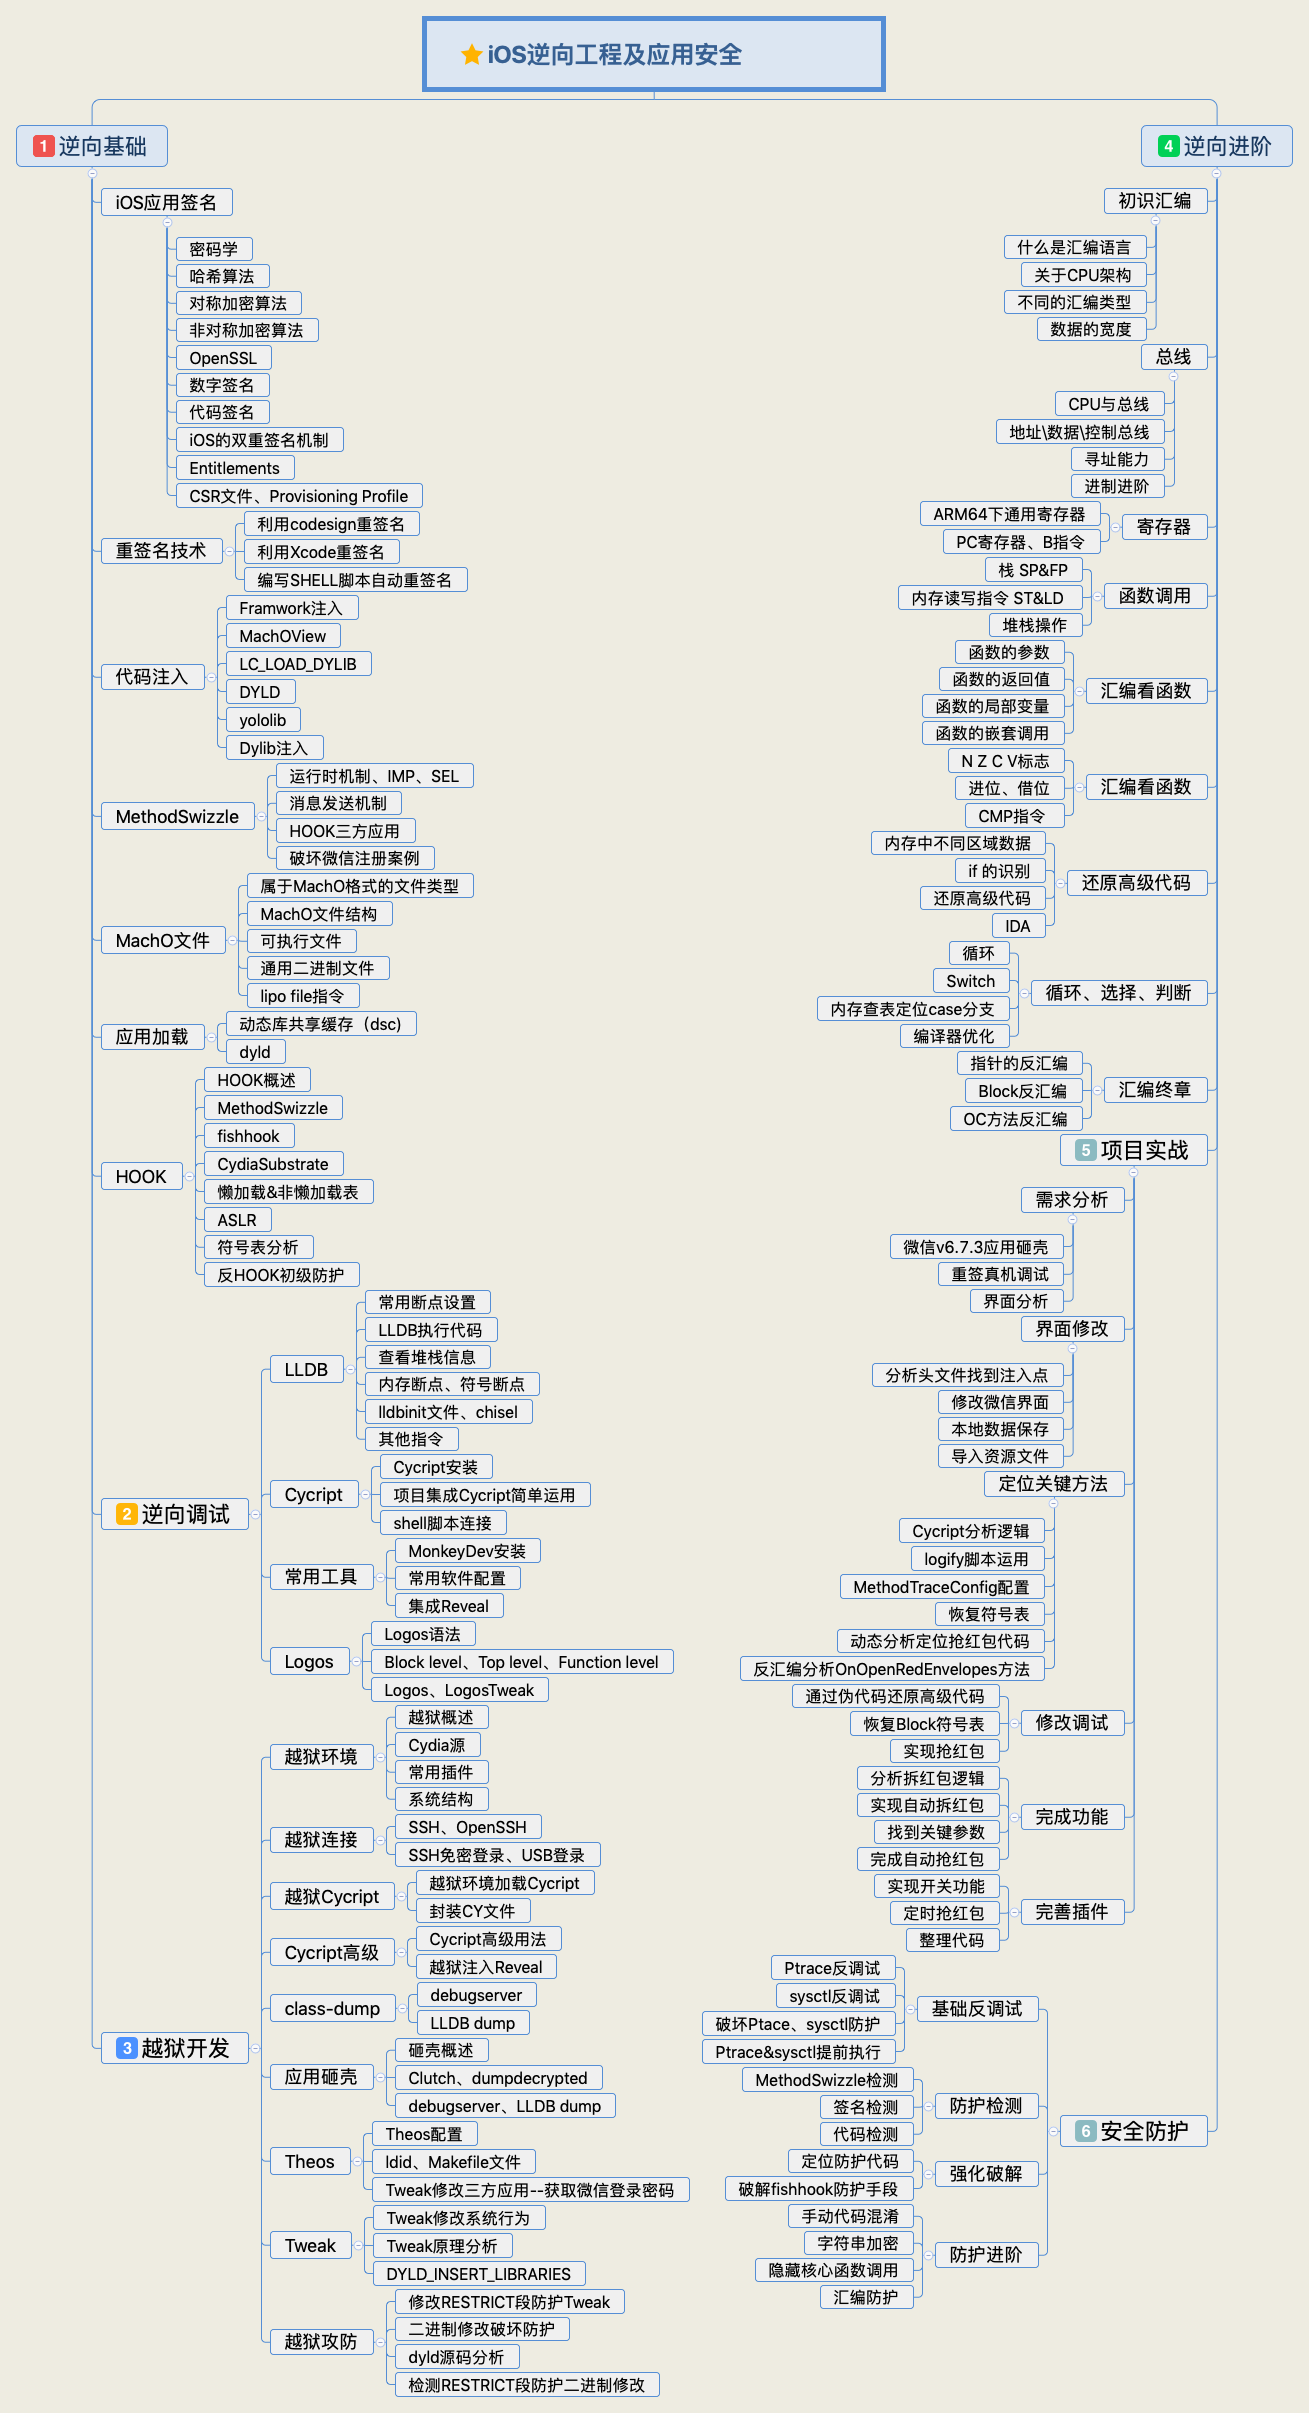 iOS逆向工程及应用安全
1 逆向基础
iOS应用签名
密码学
哈希算法
对称加密算法
非对称加密算法
OpenSSL
数字签名
代码签名
iOS的双重签名机制
Entitlements
CSR文件、Provisioning Profile
重签名技术
利用codesign重签名
利用Xcode重签名
编写SHELL脚本自动重签名
代码注入
Framwork注入
MachOView
LC_LOAD_DYLIB
DYLD
yololib
Dylib注入
MethodSwizzle
运行时机制、IMP、SEL
消息发送机制
HOOK三方应用
破坏微信注册案例
MachO文件
属于MachO格式的文件类型
MachO文件结构
可执行文件
通用二进制文件
lipo file指令
应用加载
动态库共享缓存（dsc）
dyld
HOOK
HOOK概述
MethodSwizzle
fishhook
CydiaSubstrate
懒加载&非懒加载表
ASLR
符号表分析
反HOOK初级防护
2 逆向调试
LLDB
常用断点设置
LLDB执行代码
查看堆栈信息
内存断点、符号断点
lldbinit文件、chisel
其他指令
Cycript
Cycript安装
项目集成Cycript简单运用
shell脚本连接
常用工具
MonkeyDev安装
常用软件配置
集成Reveal
Logos
Logos语法
Block level、Top level、Function level
Logos、LogosTweak
3 越狱开发
越狱环境
越狱概述
Cydia源
常用插件
系统结构
越狱连接
SSH、OpenSSH
SSH免密登录、USB登录
越狱Cycript
越狱环境加载Cycript
封装CY文件
Cycript高级
Cycript高级用法
越狱注入Reveal
class-dump
debugserver
LLDB dump
应用砸壳
砸壳概述
Clutch、dumpdecrypted
debugserver、LLDB dump
Theos
Theos配置
ldid、Makefile文件
Tweak修改三方应用--获取微信登录密码
Tweak
Tweak修改系统行为
Tweak原理分析
DYLD_INSERT_LIBRARIES
越狱攻防
修改RESTRICT段防护Tweak
二进制修改破坏防护
dyld源码分析
检测RESTRICT段防护二进制修改
4 逆向进阶
初识汇编
什么是汇编语言
关于CPU架构
不同的汇编类型
数据的宽度
总线
CPU与总线
地址\数据\控制总线
寻址能力
进制进阶
寄存器
ARM64下通用寄存器
PC寄存器、B指令
函数调用
栈 SP&FP
内存读写指令 ST&LD
堆栈操作
汇编看函数
函数的参数
函数的返回值
函数的局部变量
函数的嵌套调用
汇编看函数
N Z C V标志
进位、借位
CMP指令
还原高级代码
内存中不同区域数据
if 的识别
还原高级代码
IDA
循环、选择、判断
循环
Switch
内存查表定位case分支
编译器优化
汇编终章
指针的反汇编
Block反汇编
OC方法反汇编
5 项目实战
需求分析
微信v6.7.3应用砸壳
重签真机调试
界面分析
界面修改
分析头文件找到注入点
修改微信界面
本地数据保存
导入资源文件
定位关键方法
Cycript分析逻辑
logify脚本运用
MethodTraceConfig配置
恢复符号表
动态分析定位抢红包代码
反汇编分析OnOpenRedEnvelopes方法
修改调试
通过伪代码还原高级代码
恢复Block符号表
实现抢红包
完成功能
分析拆红包逻辑
实现自动拆红包
找到关键参数
完成自动抢红包
完善插件
实现开关功能
定时抢红包
整理代码
6 安全防护
基础反调试
Ptrace反调试
sysctl反调试
破坏Ptace、sysctl防护
Ptrace&sysctl提前执行
防护检测
MethodSwizzle检测
签名检测
代码检测
强化破解
定位防护代码
破解fishhook防护手段
防护进阶
手动代码混淆
字符串加密
隐藏核心函数调用
汇编防护